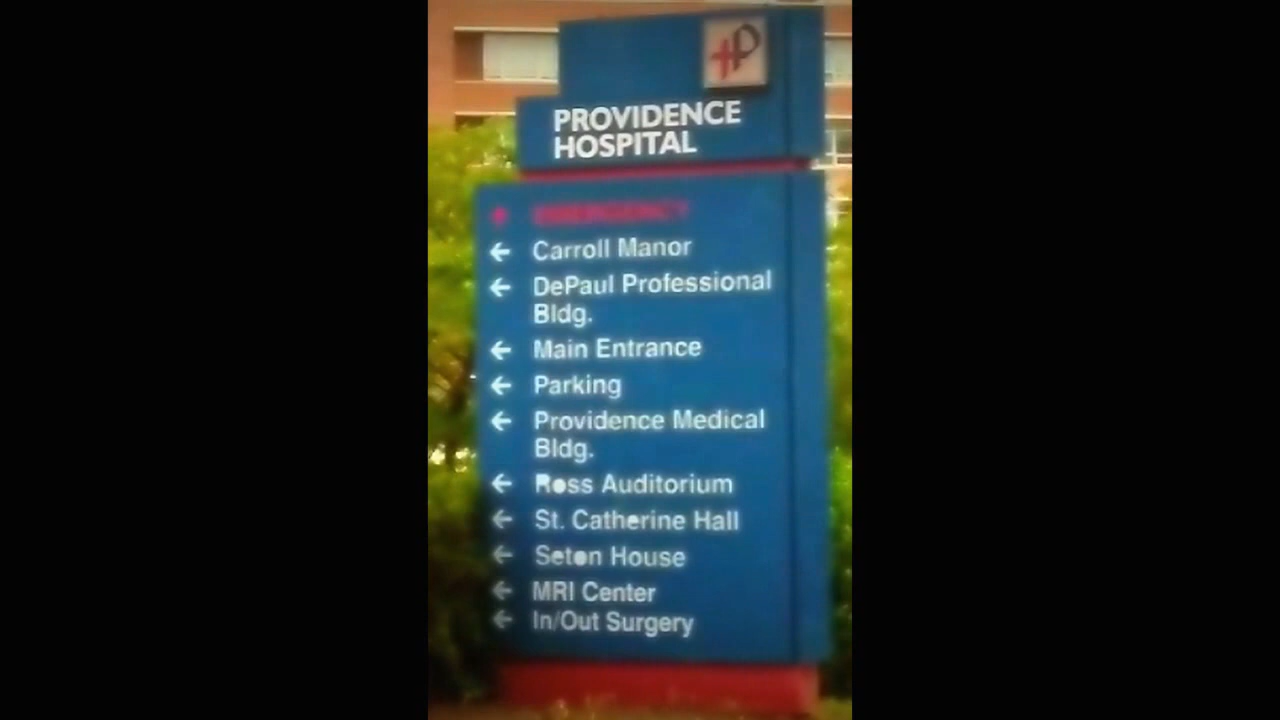 PROVIDENCE
HOSPITAL
EMERGENCY
← Carroll Manor
← DePaul Professional
Bldg.
← Main Entrance
← Parking
← Providence Medical
Bldg.
← Ross Auditorium
← St. Catherine Hall
← Seton House
← MRI Center
← In/Out Surgery